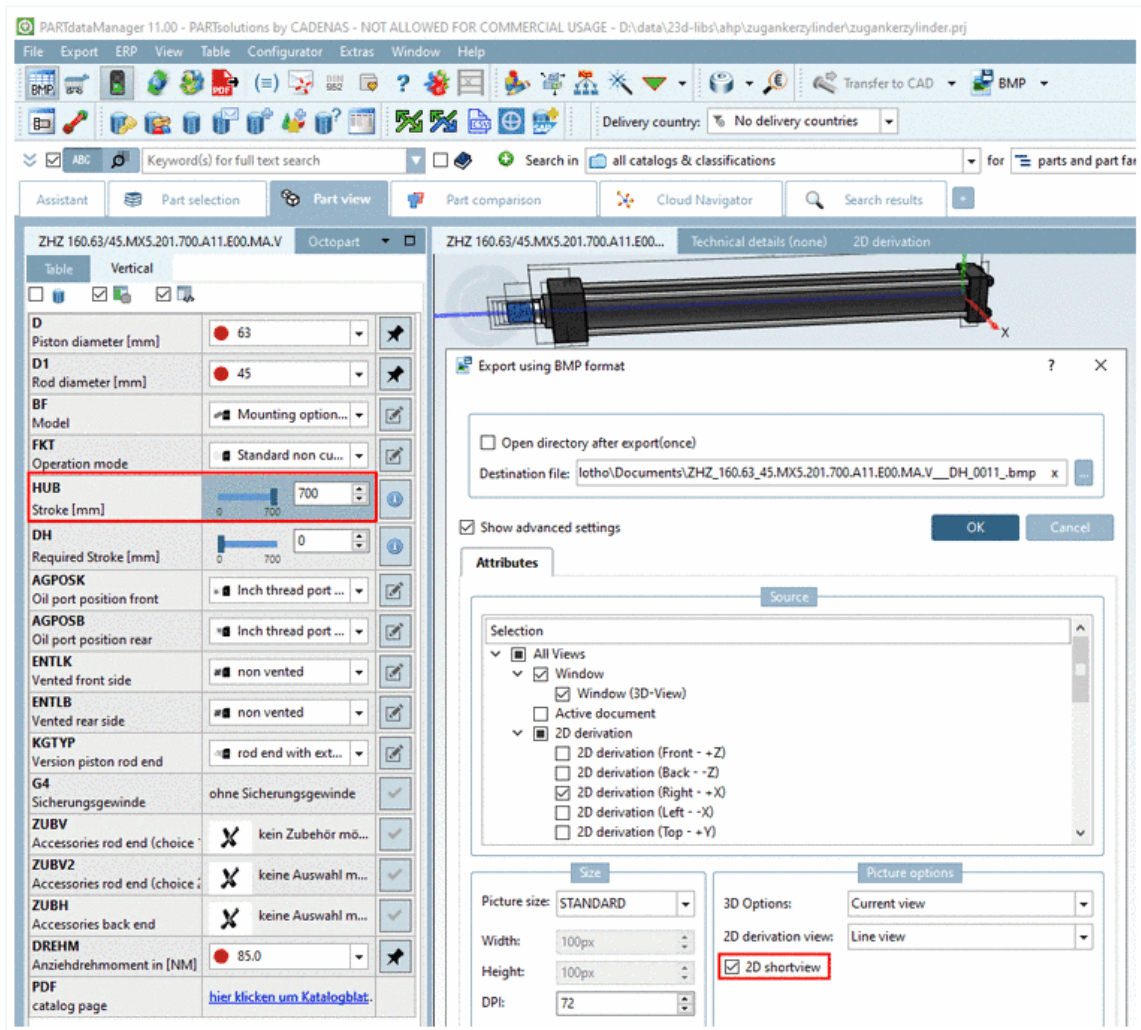 PARTdataManager 11.00 - PARTsolutions by CADENAS - NOT ALLOWED FOR COMMERCIAL USAGE - D:\data\23d-libs\ahp\zugankerzylinder\zugankerzylinder.prj
File Export ERP View Table Configurator Extras Window Help
BMP PDF (=) DIN 962 ? Transfer to CAD BMP
Delivery country: No delivery countries
ABC Keyword(s) for full text search Search in all catalogs & classifications for parts and part far
Assistant Part selection Part view Part comparison Cloud Navigator Search results
ZHZ 160.63/45.MX5.201.700.A11.E00.MA.V Octopart
ZHZ 160.63/45.MX5.201.700.A11.E00... Technical details (none) 2D derivation
Table Vertical
D
Piston diameter [mm]
63
D1
Rod diameter [mm]
45
BF
Model
Mounting option...
FKT
Operation mode
Standard non cu...
HUB
Stroke [mm]
700
0 700
DH
Required Stroke [mm]
0
0 700
AGPOSK
Oil port position front
Inch thread port ...
AGPOSB
Oil port position rear
Inch thread port ...
ENTLK
Vented front side
non vented
ENTLB
Vented rear side
non vented
KGTYP
Version piston rod end
rod end with ext...
G4
Sicherungsgewinde
ohne Sicherungsgewinde
ZUBV
Accessories rod end (choice
kein Zubehör mö...
ZUBV2
Accessories rod end (choice
keine Auswahl m...
ZUBH
Accessories back end
keine Auswahl m...
DREHM
Anziehdrehmoment in [NM]
85.0
PDF
catalog page
hier klicken um Katalogblat.
X
Export using BMP format ?
Open directory after export(once)
Destination file: lotho\Documents\ZHZ_160.63_45.MX5.201.700.A11.E00.MA.V___DH_0011_.bmp x ...
Show advanced settings
OK Cancel
Attributes
Source
Selection
All Views
Window
Window (3D-View)
Active document
2D derivation
2D derivation (Front - +Z)
2D derivation (Back - -Z)
2D derivation (Right - +X)
2D derivation (Left - -X)
2D derivation (Top - +Y)
Size
Picture size: STANDARD
Width: 100px
Height: 100px
DPI: 72
Picture options
3D Options: Current view
2D derivation view: Line view
2D shortview